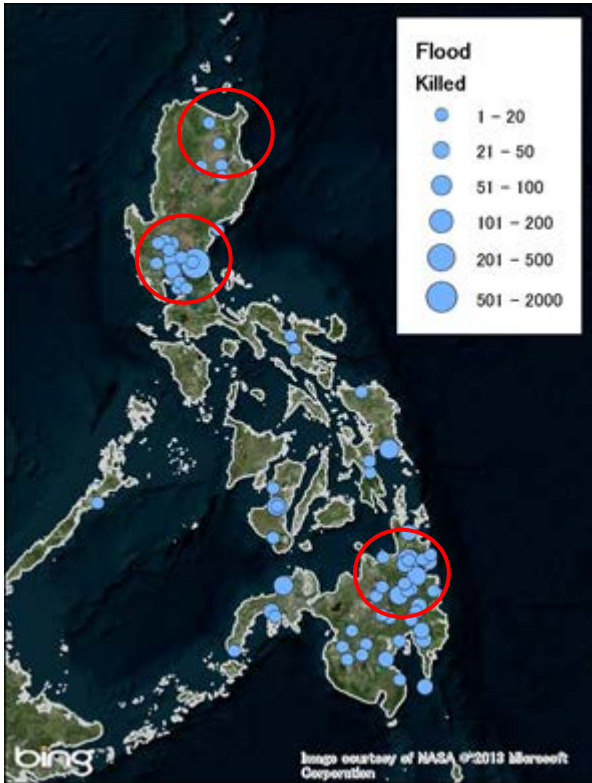 Flood
Killed
1 – 20
21 – 50
51 – 100
101 – 200
201 – 500
501 – 2000
bing
Image courtesy of NASA ©2013 Microsoft
Corporation